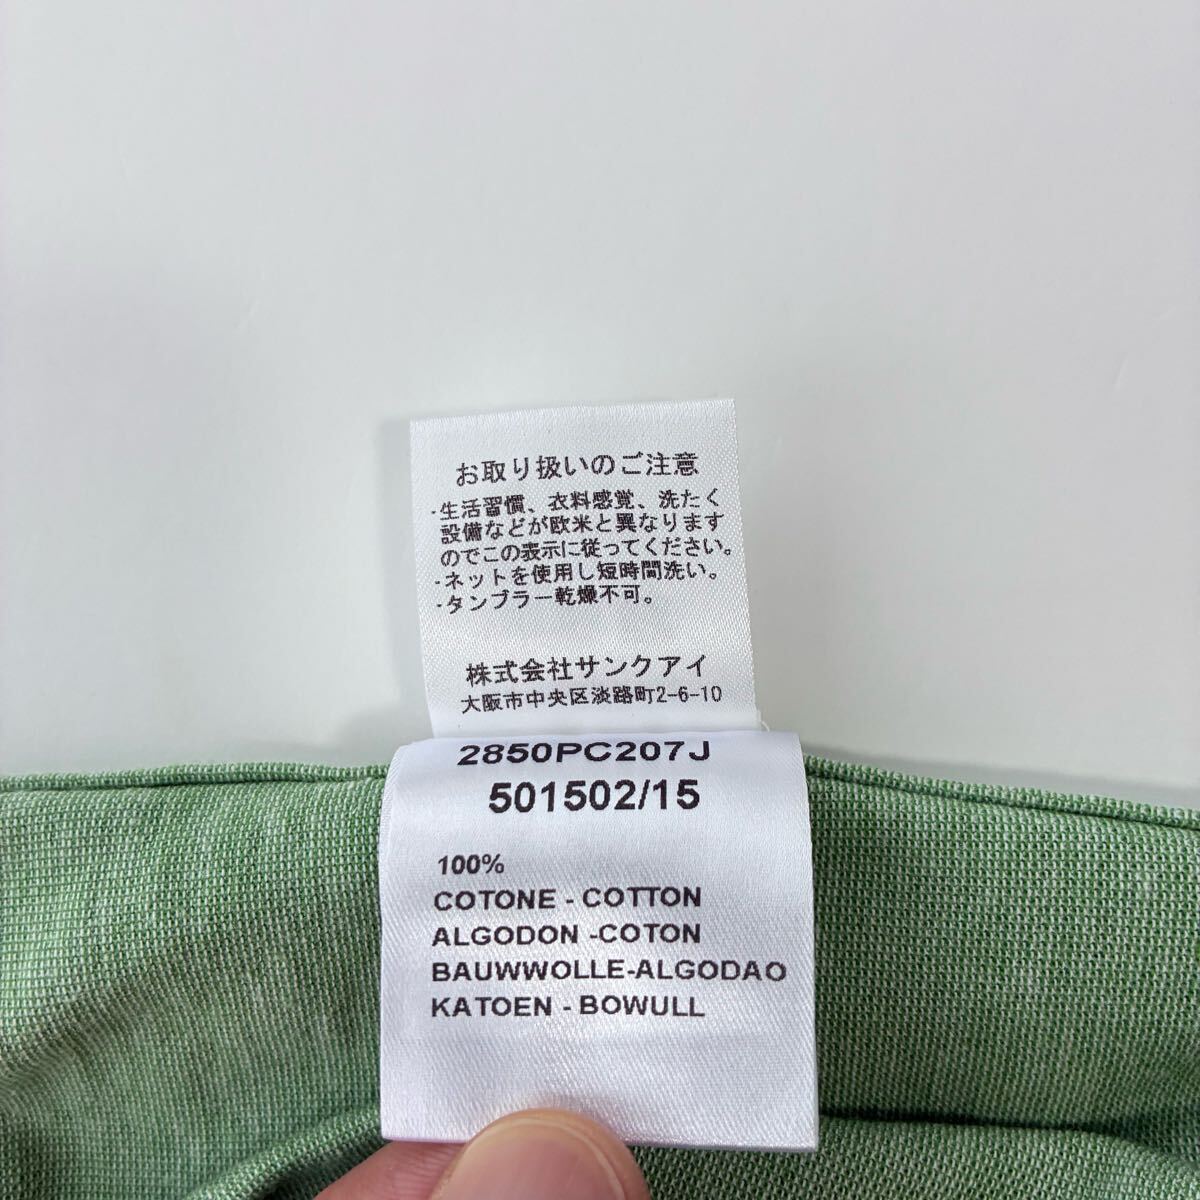 お取り扱いのご注意
・生活習慣、衣料感覚、洗たく
設備などが欧米と異なります
のでこの表示に従ってください。
・ネットを使用し短時間洗い。
・タンブラー乾燥不可。
株式会社サンクアイ
大阪市中央区淡路町2-6-10
2850PC207J
501502/15
100%
COTONE - COTTON
ALGODON -COTON
BAUWWOLLE-ALGODAO
KATOEN - BOWULL